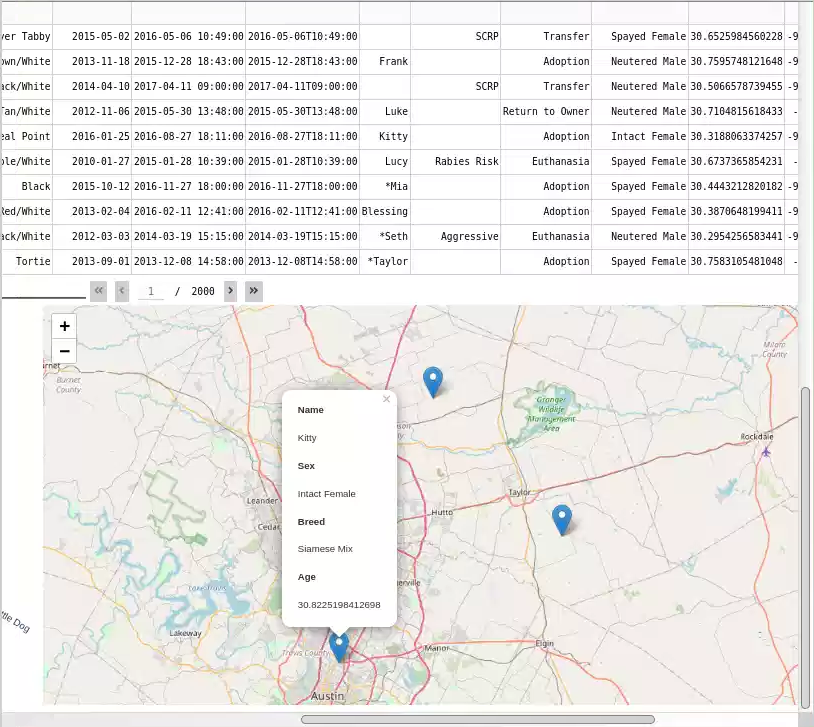 ver Tabby 2015-05-02 2016-05-06 10:49:00 2016-05-06T10:49:00 SCRP Transfer Spayed Female 30.6525984560228 -9
wn/White 2013-11-18 2015-12-28 18:43:00 2015-12-28T18:43:00 Frank Adoption Neutered Male 30.7595748121648 -9
ack/White 2014-04-10 2017-04-11 09:00:00 2017-04-11T09:00:00 SCRP Transfer Neutered Male 30.5066578739455 -9
Tan/White 2012-11-06 2015-05-30 13:48:00 2015-05-30T13:48:00 Luke Return to Owner Neutered Male 30.7104815618433 -
eal Point 2016-01-25 2016-08-27 18:11:00 2016-08-27T18:11:00 Kitty Adoption Intact Female 30.3188063374257 -9
ple/White 2010-01-27 2015-01-28 10:39:00 2015-01-28T10:39:00 Lucy Rabies Risk Euthanasia Spayed Female 30.6737365854231 -
Black 2015-10-12 2016-11-27 18:00:00 2016-11-27T18:00:00 *Mia Adoption Spayed Female 30.4443212820182 -9
Red/White 2013-02-04 2016-02-11 12:41:00 2016-02-11T12:41:00 Blessing Adoption Spayed Female 30.3870648199411 -9
ack/White 2012-03-03 2014-03-19 15:15:00 2014-03-19T15:15:00 *Seth Aggressive Euthanasia Neutered Male 30.2954256583441 -9
Tortie 2013-09-01 2013-12-08 14:58:00 2013-12-08T14:58:00 *Taylor Adoption Spayed Female 30.7583105481048 -
« ‹ 1 / 2000 › »
+
−
Burnet
County
Milam
County
Granger
Wildlife
Management
Area
Rockdale
×
Name
Kitty
Sex
Intact Female
Breed
Siamese Mix
Age
30.8225198412698
Leander
Cedar
Taylor
Hutto
Lake Travis
Lakeway
ttle Dog
Travis County
Manor
Elgin
Austin